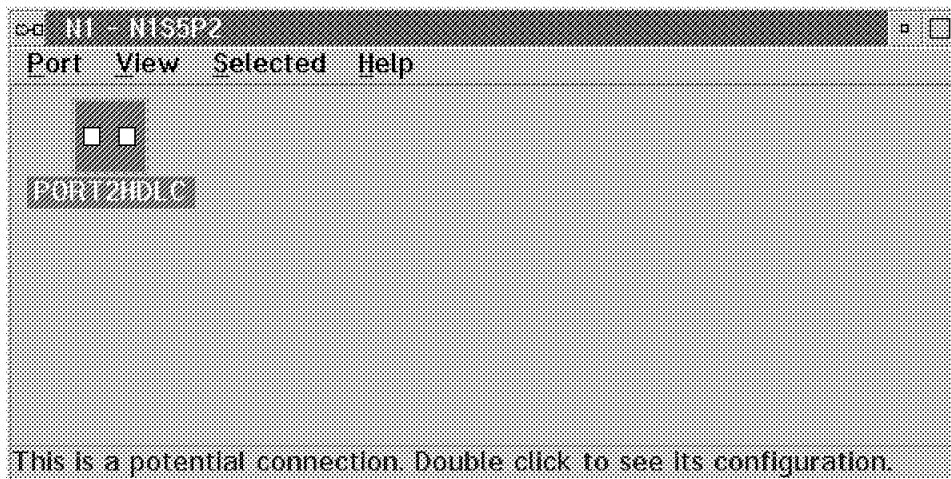 N1 - N1S5P2
Port View Selected Help
PORT2HDLC
This is a potential connection. Double click to see its configuration.